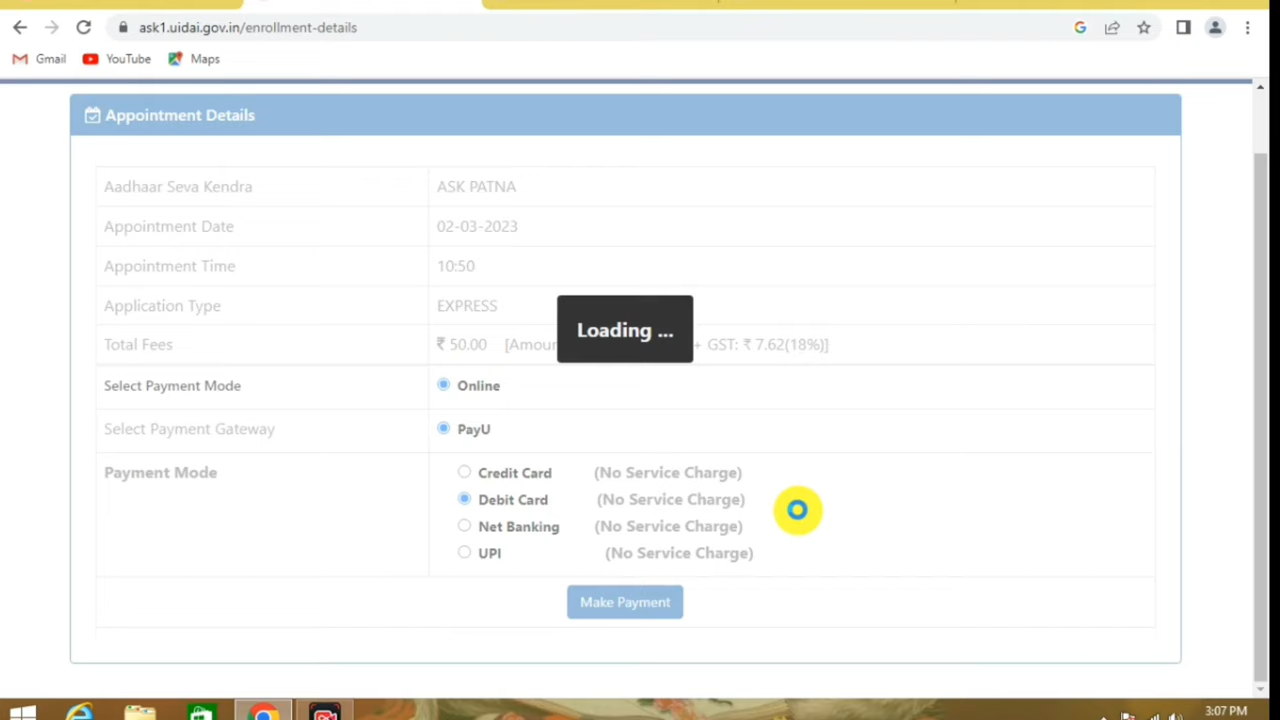 ask1.uidai.gov.in/enrollment-details
Gmail YouTube Maps
Appointment Details
Aadhaar Seva Kendra ASK PATNA
Appointment Date 02-03-2023
Appointment Time 10:50
Application Type EXPRESS
Loading ...
Total Fees ₹ 50.00 + GST: ₹ 7.62(18%)]
Select Payment Mode Online
Select Payment Gateway PayU
Payment Mode Credit Card (No Service Charge)
Debit Card (No Service Charge)
Net Banking (No Service Charge)
UPI (No Service Charge)
Make Payment
3:07 PM